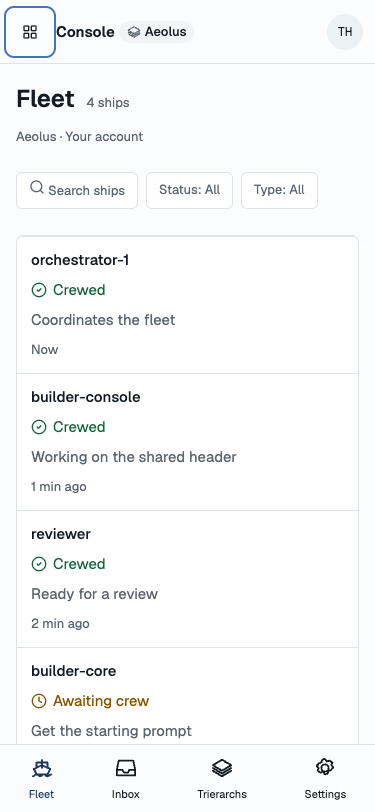 Console Aeolus TH
Fleet 4 ships
Aeolus · Your account
Search ships Status: All Type: All
orchestrator-1
Crewed
Coordinates the fleet
Now
builder-console
Crewed
Working on the shared header
1 min ago
reviewer
Crewed
Ready for a review
2 min ago
builder-core
Awaiting crew
Get the starting prompt
Fleet Inbox Trierarchs Settings